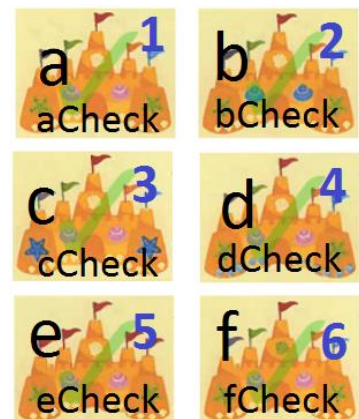 a 1
aCheck
b 2
bCheck
c 3
cCheck
d 4
dCheck
e 5
eCheck
f 6
fCheck